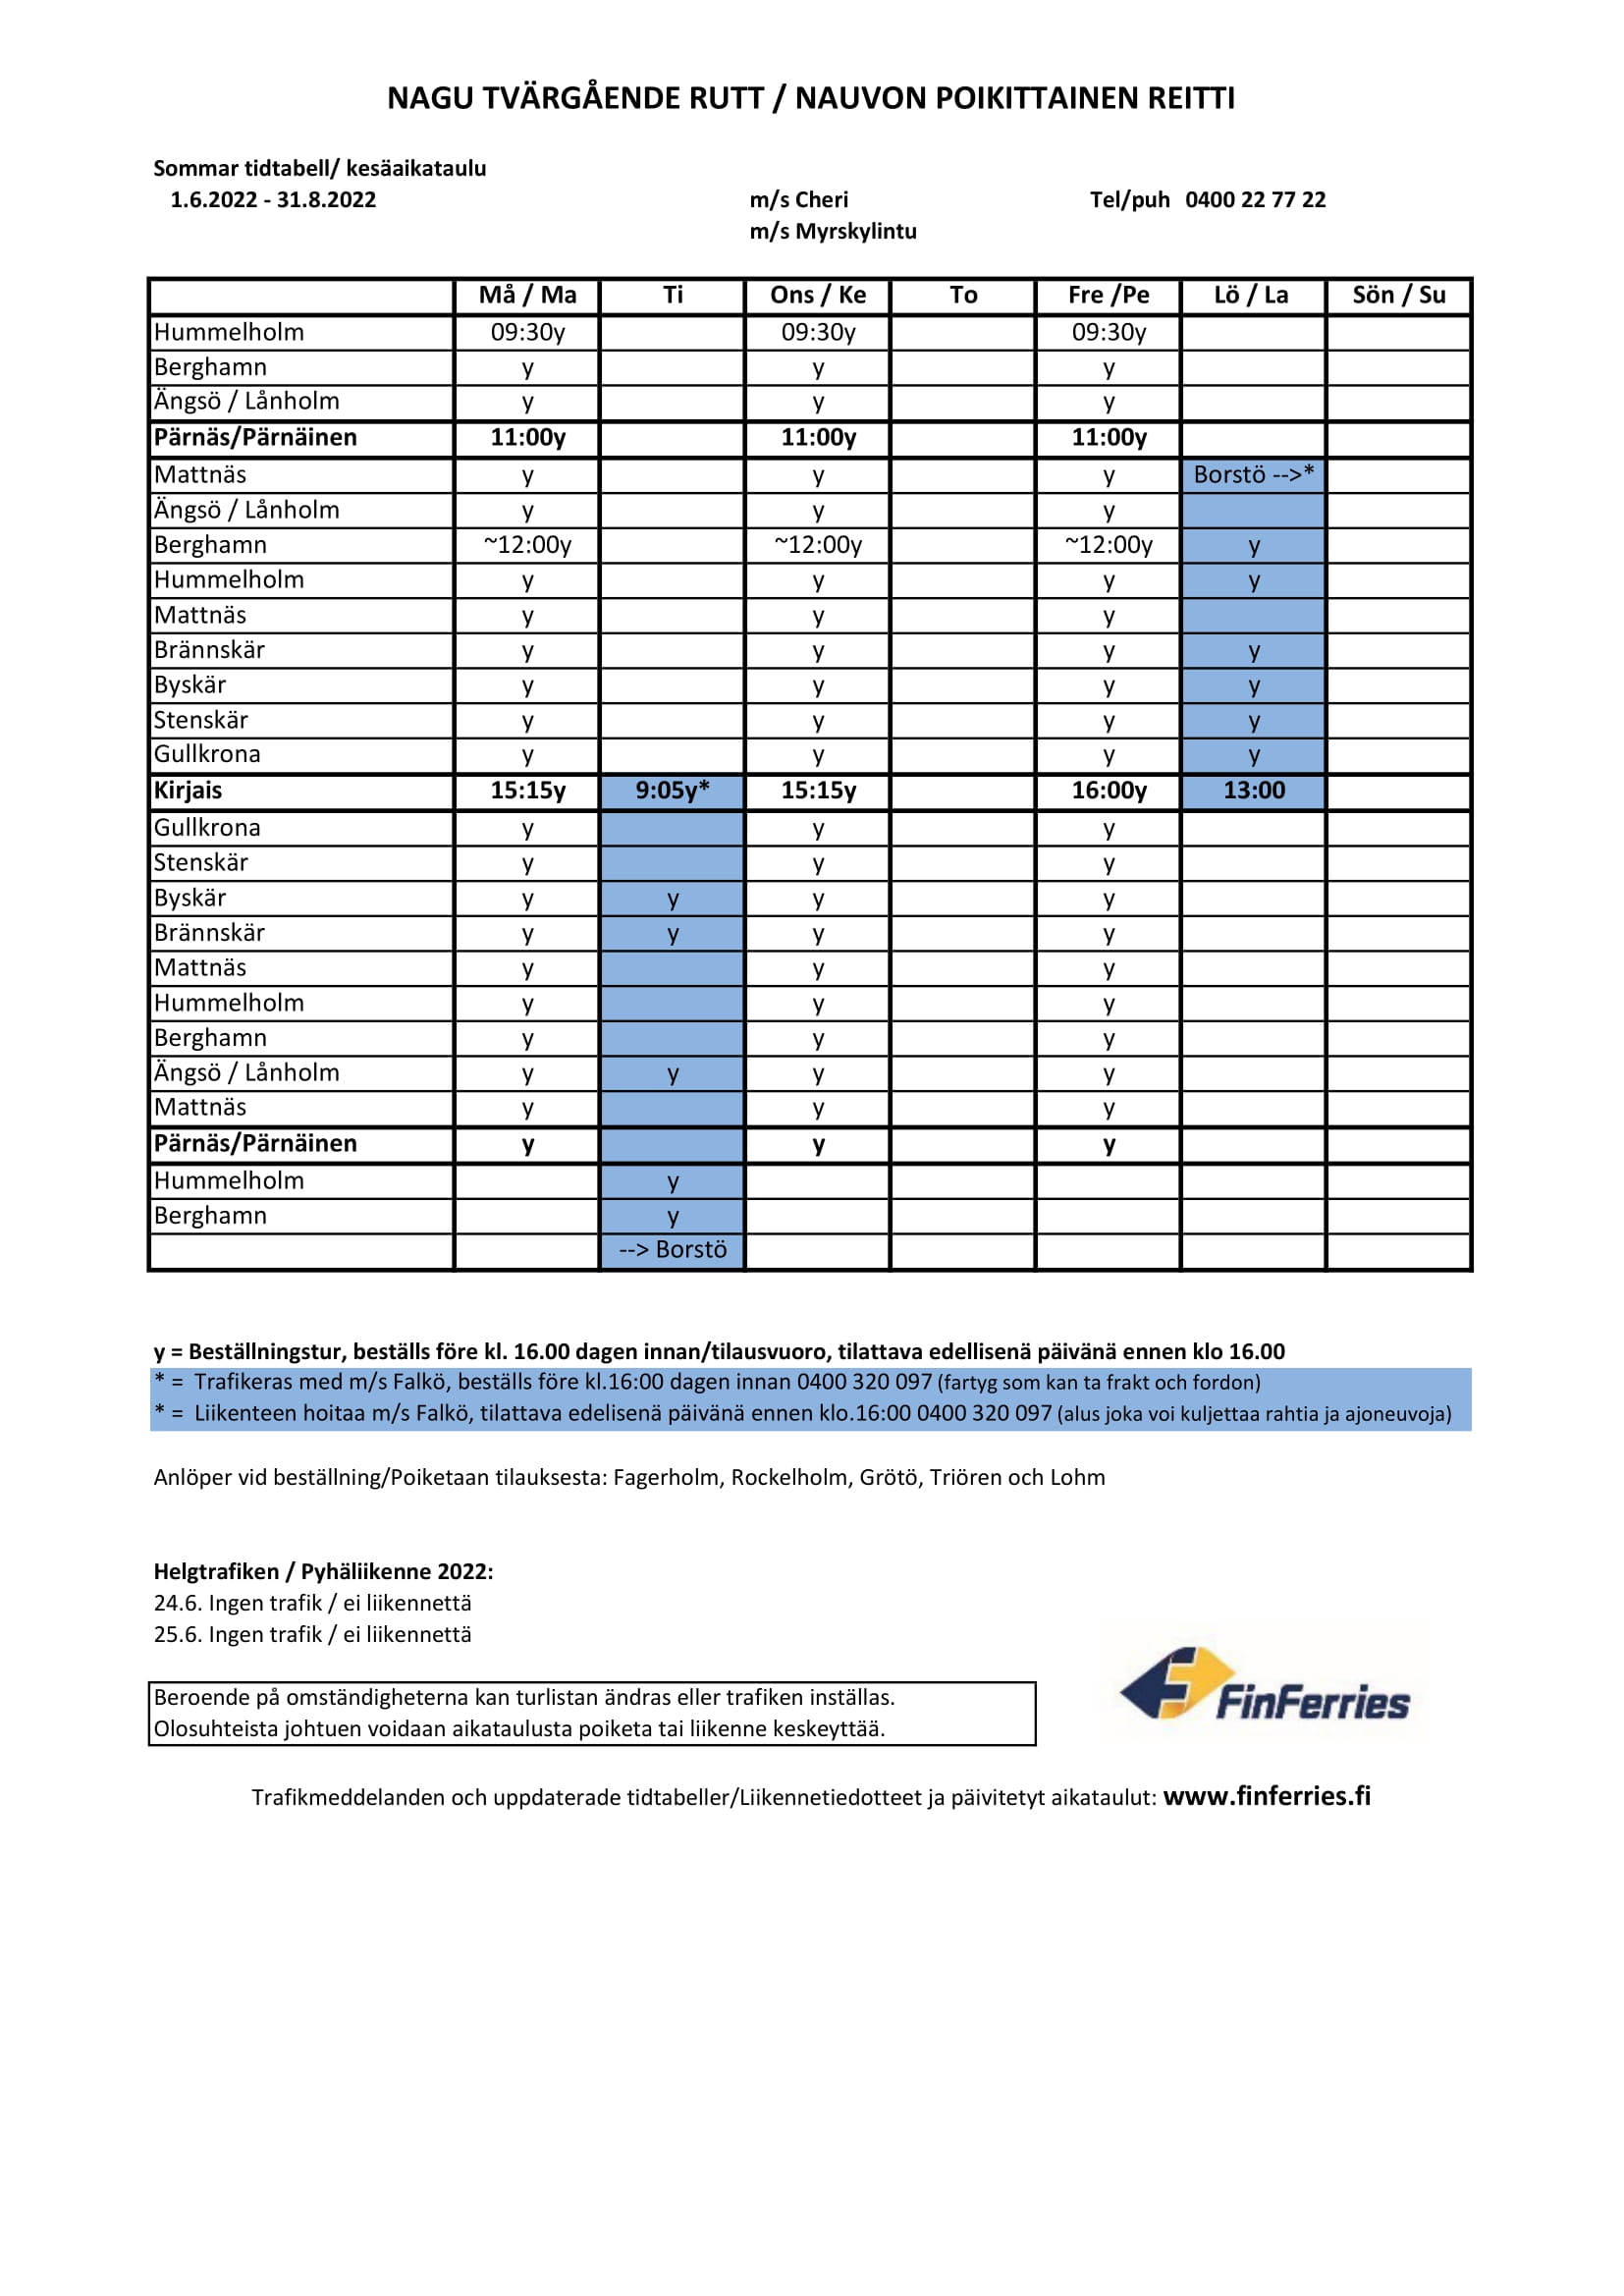 NAGU TVÄRGÅENDE RUTT / NAUVON POIKITTAINEN REITTI
Sommar tidtabell/ kesäaikataulu
1.6.2022 - 31.8.2022 m/s Cheri Tel/puh 0400 22 77 22
m/s Myrskylintu
Må / Ma Ti Ons / Ke To Fre /Pe Lö / La Sön / Su
Hummelholm 09:30y 09:30y 09:30y
Berghamn y y y
Ängsö / Lånholm y y y
Pärnäs/Pärnäinen 11:00y 11:00y 11:00y
Mattnäs y y y Borstö -->*
Ängsö / Lånholm y y y
Berghamn ~12:00y ~12:00y ~12:00y y
Hummelholm y y y y
Mattnäs y y y
Brännskär y y y y
Byskär y y y y
Stenskär y y y y
Gullkrona y y y y
Kirjais 15:15y 9:05y* 15:15y 16:00y 13:00
Gullkrona y y y
Stenskär y y y
Byskär y y y y
Brännskär y y y y
Mattnäs y y y
Hummelholm y y y
Berghamn y y y
Ängsö / Lånholm y y y y
Mattnäs y y y
Pärnäs/Pärnäinen y y y
Hummelholm y
Berghamn y
--> Borstö
y = Beställningstur, beställs före kl. 16.00 dagen innan/tilausvuoro, tilattava edellisenä päivänä ennen klo 16.00
* = Trafikeras med m/s Falkö, beställs före kl.16:00 dagen innan 0400 320 097 (fartyg som kan ta frakt och fordon)
* = Liikenteen hoitaa m/s Falkö, tilattava edelisenä päivänä ennen klo.16:00 0400 320 097 (alus joka voi kuljettaa rahtia ja ajoneuvoja)
Anlöper vid beställning/Poiketaan tilauksesta: Fagerholm, Rockelholm, Grötö, Triören och Lohm
Helgtrafiken / Pyhäliikenne 2022:
24.6. Ingen trafik / ei liikennettä
25.6. Ingen trafik / ei liikennettä
Beroende på omständigheterna kan turlistan ändras eller trafiken inställas.
Olosuhteista johtuen voidaan aikataulusta poiketa tai liikenne keskeyttää.
FinFerries
Trafikmeddelanden och uppdaterade tidtabeller/Liikennetiedotteet ja päivitetyt aikataulut: www.finferries.fi